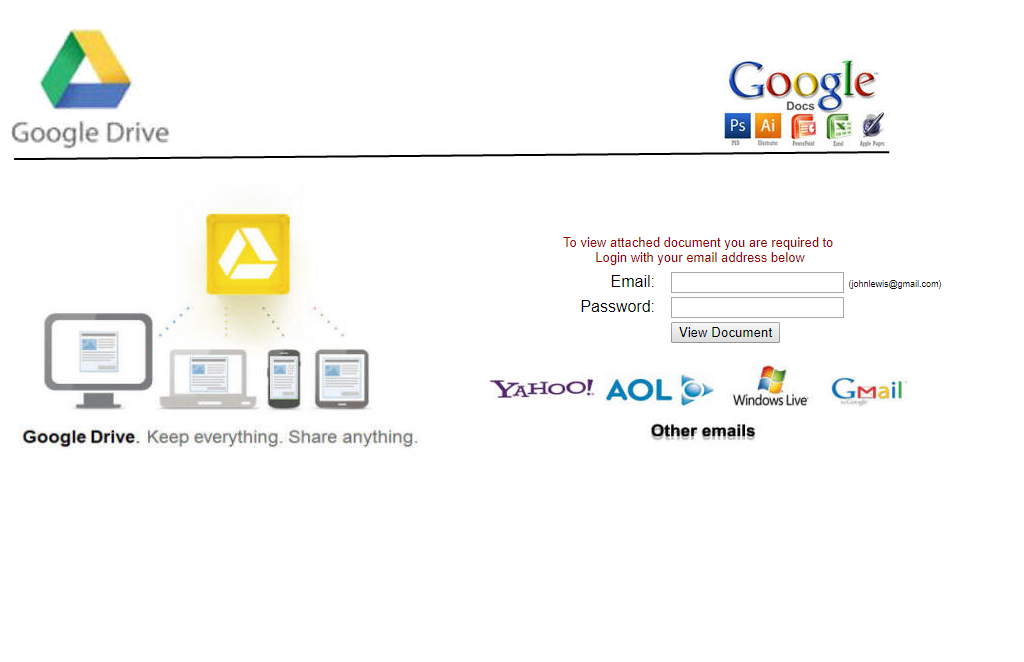 Google Drive
Google
Docs
Ps
Ai
PSD
Illustrator
PowerPoint
Excel
Apple Pages
To view attached document you are required to
Login with your email address below
Email:
(johnlewis@gmail.com)
Password:
View Document
YAHOO!
AOL
Windows Live
Gmail
by Google
Other emails
Google Drive. Keep everything. Share anything.